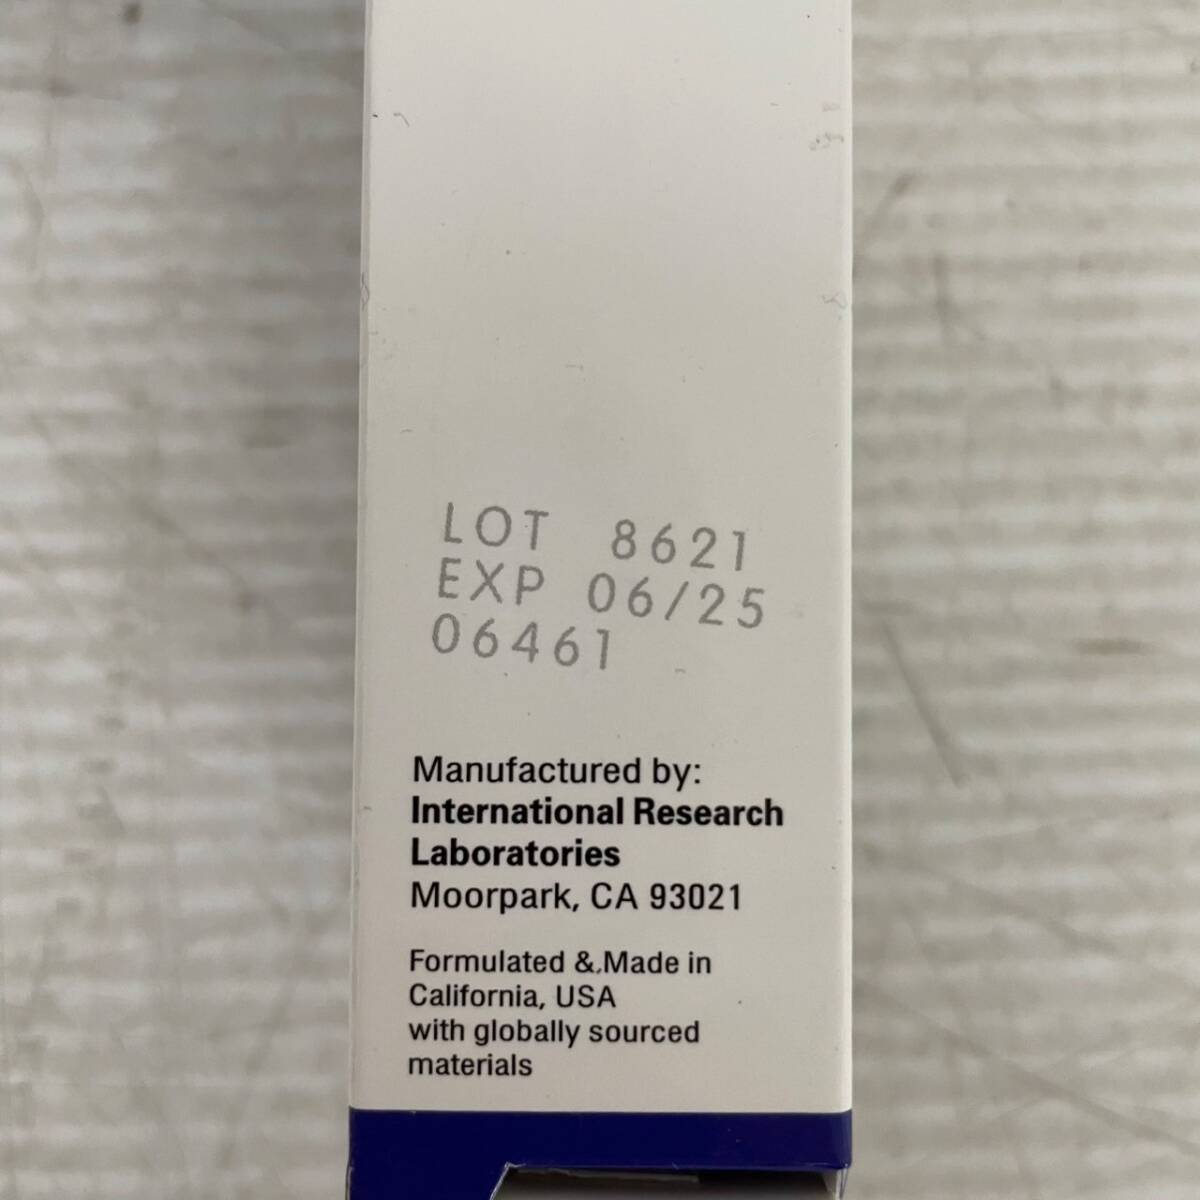 LOT 8621
EXP 06/25
06461
Manufactured by:
International Research
Laboratories
Moorpark, CA 93021
Formulated & Made in
California, USA
with globally sourced
materials